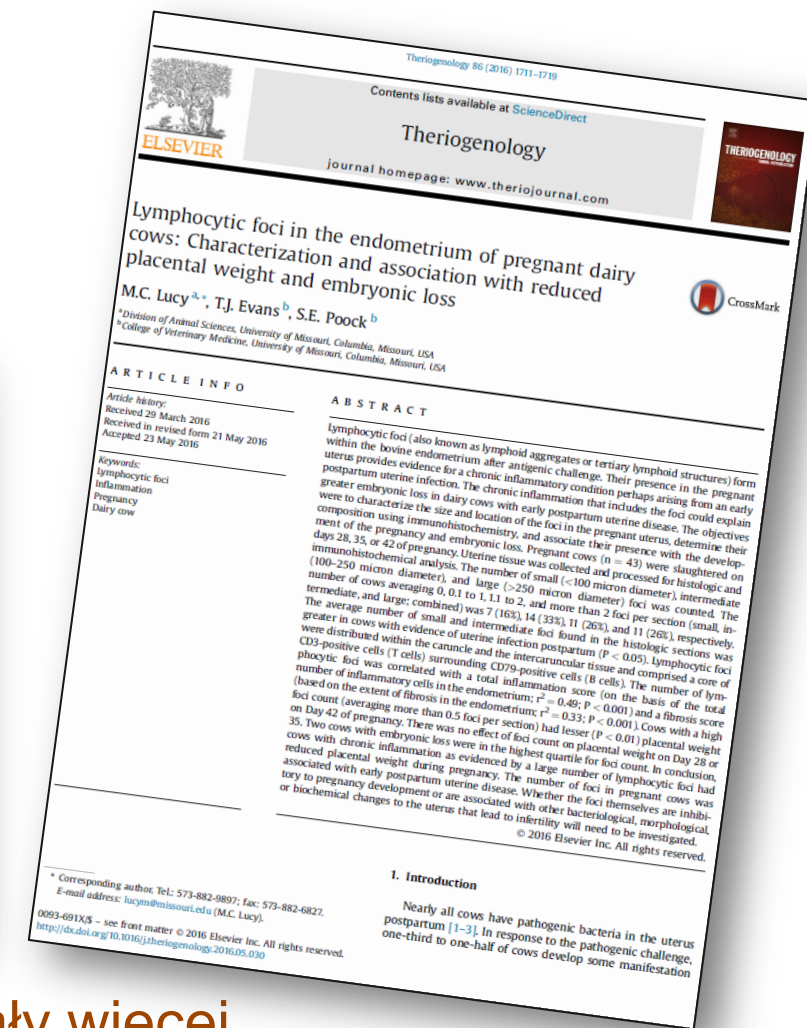 Theriogenology 86 (2016) 1711–1719
Contents lists available at ScienceDirect
Theriogenology
journal homepage: www.theriojournal.com
ELSEVIER
THERIOGENOLOGY
Lymphocytic foci in the endometrium of pregnant dairy
cows: Characterization and association with reduced
placental weight and embryonic loss
CrossMark
M.C. Lucy a,*, T.J. Evans b, S.E. Poock b
a Division of Animal Sciences, University of Missouri, Columbia, Missouri, USA
b College of Veterinary Medicine, University of Missouri, Columbia, Missouri, USA
ARTICLE INFO
Article history:
Received 29 March 2016
Received in revised form 21 May 2016
Accepted 23 May 2016
Keywords:
Lymphocytic foci
Inflammation
Pregnancy
Dairy cow
ABSTRACT
Lymphocytic foci (also known as lymphoid aggregates or tertiary lymphoid structures) form
within the bovine endometrium after antigenic challenge. Their presence in the pregnant
uterus provides evidence for a chronic inflammatory condition perhaps arising from an early
postpartum uterine infection. The chronic inflammation that includes the foci could explain
greater embryonic loss in dairy cows with early postpartum uterine disease. The objectives
were to characterize the size and location of the foci in the pregnant uterus, determine their
composition using immunohistochemistry, and associate their presence with the develop-
ment of the pregnancy and embryonic loss. Pregnant cows (n = 43) were slaughtered on
days 28, 35, or 42 of pregnancy. Uterine tissue was collected and processed for histologic and
immunohistochemical analysis. The number of small (<100 micron diameter), intermediate
(100–250 micron diameter), and large (>250 micron diameter) foci was counted. The
number of cows averaging 0, 0.1 to 1, 1.1 to 2, and more than 2 foci per section (small, in-
termediate, and large; combined) was 7 (16%), 14 (33%), 11 (26%), and 11 (26%), respectively.
The average number of small and intermediate foci found in the histologic sections was
greater in cows with evidence of uterine infection postpartum (P < 0.05). Lymphocytic foci
were distributed within the caruncle and the intercaruncular tissue and comprised a core of
CD3-positive cells (T cells) surrounding CD79-positive cells (B cells). The number of lym-
phocytic foci was correlated with a total inflammation score (on the basis of the total
number of inflammatory cells in the endometrium; r2 = 0.49; P < 0.001) and a fibrosis score
(based on the extent of fibrosis in the endometrium; r2 = 0.33; P < 0.001). Cows with a high
foci count (averaging more than 0.5 foci per section) had lesser (P < 0.01) placental weight
on Day 42 of pregnancy. There was no effect of foci count on placental weight on Day 28 or
35. Two cows with embryonic loss were in the highest quartile for foci count. In conclusion,
cows with chronic inflammation as evidenced by a large number of lymphocytic foci had
reduced placental weight during pregnancy. The number of foci in pregnant cows was
associated with early postpartum uterine disease. Whether the foci themselves are inhibi-
tory to pregnancy development or are associated with other bacteriological, morphological,
or biochemical changes to the uterus that lead to infertility will need to be investigated.
© 2016 Elsevier Inc. All rights reserved.
1. Introduction
Nearly all cows have pathogenic bacteria in the uterus
postpartum [1–3]. In response to the pathogenic challenge,
one-third to one-half of cows develop some manifestation
* Corresponding author. Tel.: 573-882-9897; fax: 573-882-6827.
E-mail address: lucym@missouri.edu (M.C. Lucy).
0093-691X/$ – see front matter © 2016 Elsevier Inc. All rights reserved.
http://dx.doi.org/10.1016/j.theriogenology.2016.05.030
więcej